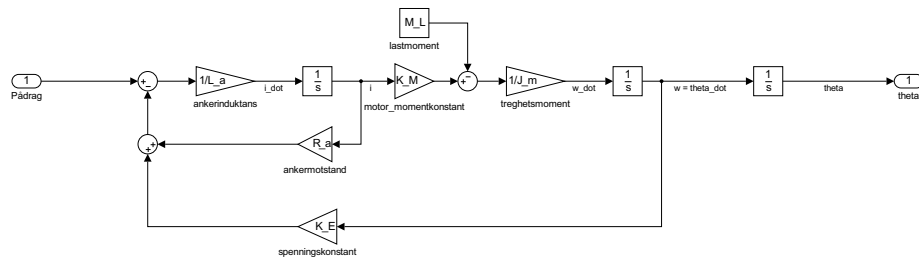 M_L
lastmoment
1
Pådrag
+
−
1/L_a
ankerinduktans
i_dot
1
s
i
K_M
motor_momentkonstant
−
+
1/J_m
treghetsmoment
w_dot
1
s
w = theta_dot
1
s
theta
1
theta
+
+
R_a
ankermotstand
K_E
spenningskonstant